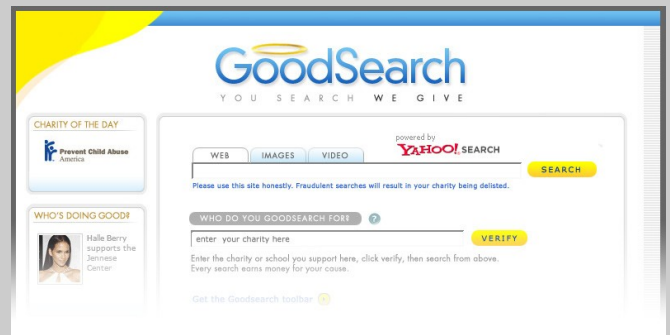 GoodSearch
YOU SEARCH WE GIVE
CHARITY OF THE DAY
Prevent Child Abuse
America
WHO'S DOING GOOD?
Halle Berry
supports the
Jennese
Center
powered by
YAHOO! SEARCH
WEB IMAGES VIDEO
SEARCH
Please use this site honestly. Fraudulent searches will result in your charity being delisted.
WHO DO YOU GOODSEARCH FOR? ?
enter your charity here VERIFY
Enter the charity or school you support here, click verify, then search from above.
Every search earns money for your cause.
Get the Goodsearch toolbar